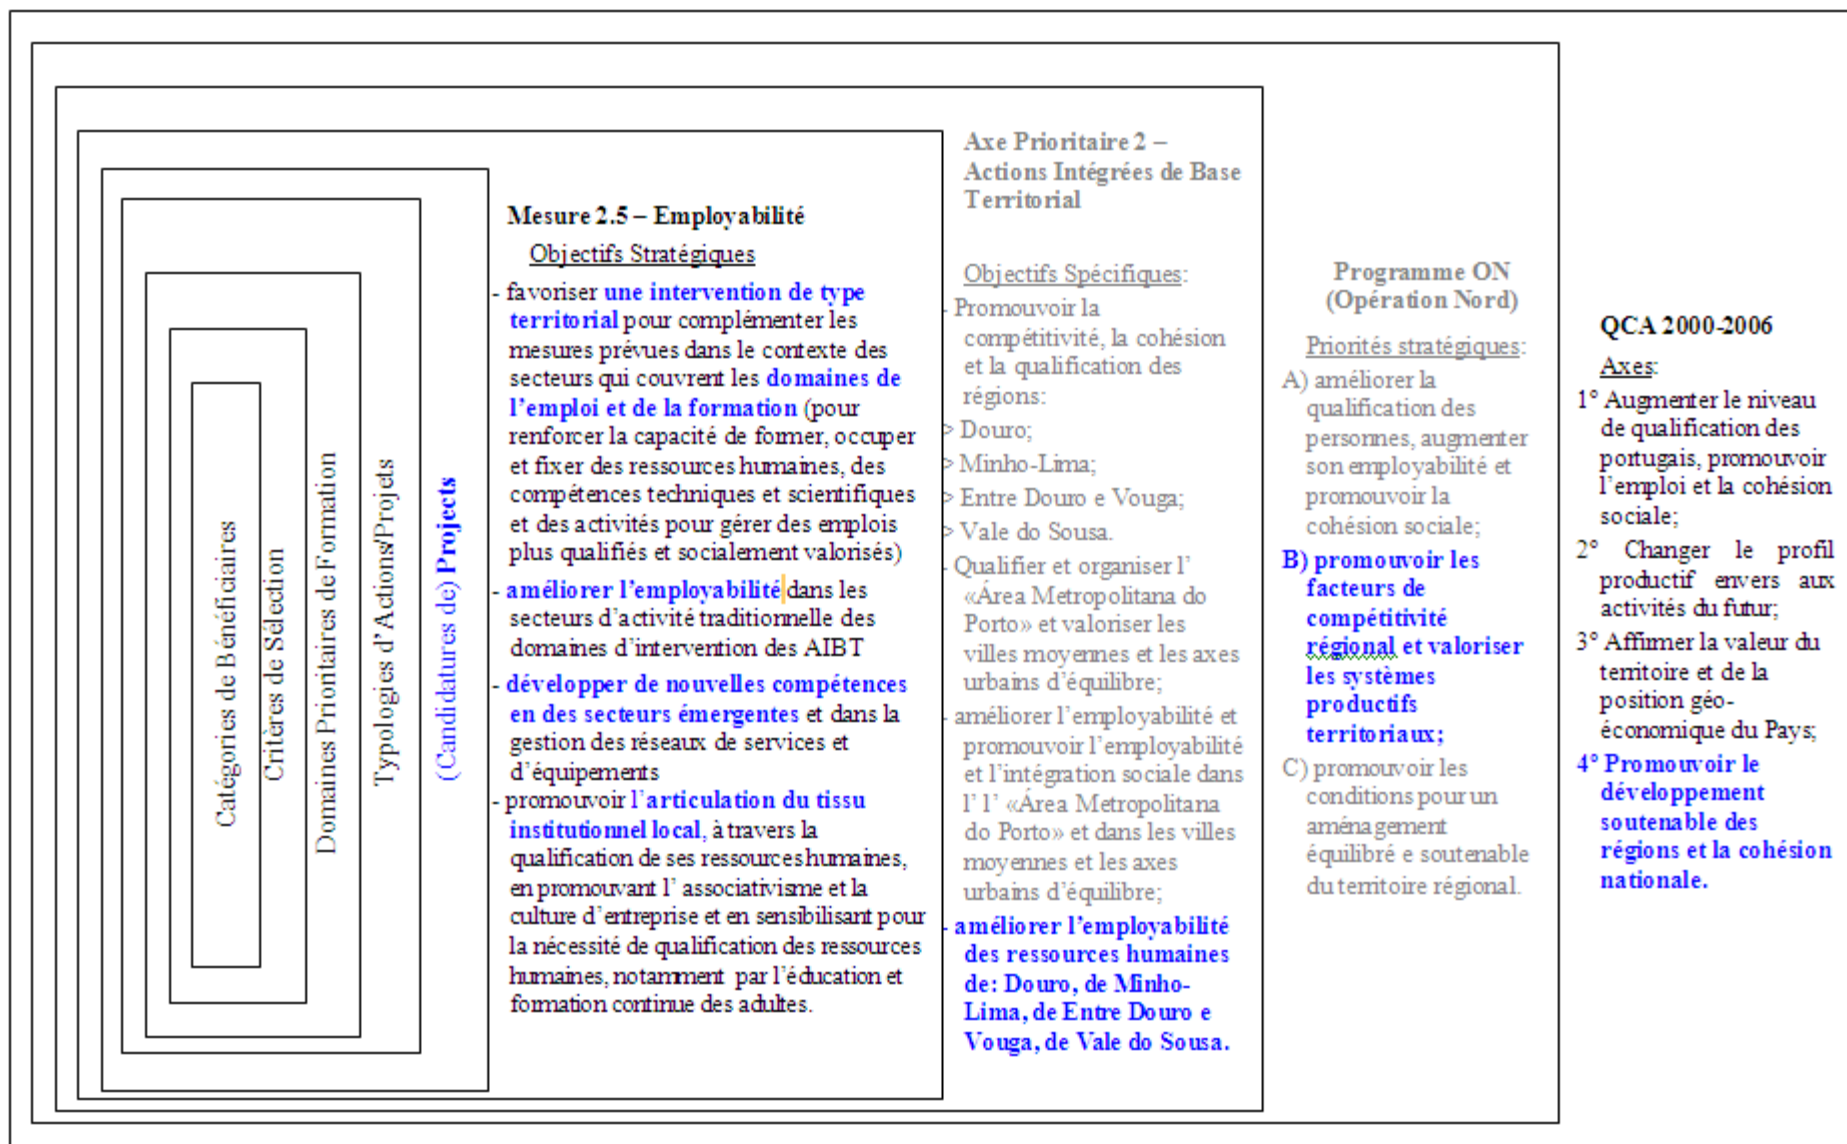 Catégories de Bénéficiaires
Critères de Sélection
Domaines Prioritaires de Formation
Typologies d’Actions/Projets
(Candidatures de) Projects
Mesure 2.5 – Employabilité
Objectifs Stratégiques
- favoriser une intervention de type
territorial pour complémenter les
mesures prévues dans le contexte des
secteurs qui couvrent les domaines de
l’emploi et de la formation (pour
renforcer la capacité de former, occuper
et fixer des ressources humaines, des
compétences techniques et scientifiques
et des activités pour gérer des emplois
plus qualifiés et socialement valorisés)
- améliorer l’employabilité dans les
secteurs d’activité traditionnelle des
domaines d’intervention des AIBT
- développer de nouvelles compétences
en des secteurs émergentes et dans la
gestion des réseaux de services et
d’équipements
- promouvoir l’articulation du tissu
institutionnel local, à travers la
qualification de ses ressources humaines,
en promouvant l’ associativisme et la
culture d’entreprise et en sensibilisant pour
la nécessité de qualification des ressources
humaines, notamment par l’éducation et
formation continue des adultes.
Axe Prioritaire 2 –
Actions Intégrées de Base
Territorial
Objectifs Spécifiques:
- Promouvoir la
compétitivité, la cohésion
et la qualification des
régions:
> Douro;
> Minho-Lima;
> Entre Douro e Vouga;
> Vale do Sousa.
- Qualifier et organiser l’
«Área Metropolitana do
Porto» et valoriser les
villes moyennes et les axes
urbains d’équilibre;
- améliorer l’employabilité et
promouvoir l’employabilité
et l’intégration sociale dans
l’ l’ «Área Metropolitana
do Porto» et dans les villes
moyennes et les axes
urbains d’équilibre;
- améliorer l’employabilité
des ressources humaines
de: Douro, de Minho-
Lima, de Entre Douro e
Vouga, de Vale do Sousa.
Programme ON
(Opération Nord)
Priorités stratégiques:
A) améliorer la
qualification des
personnes, augmenter
son employabilité et
promouvoir la
cohésion sociale;
B) promouvoir les
facteurs de
compétitivité
régional et valoriser
les systèmes
productifs
territoriaux;
C) promouvoir les
conditions pour un
aménagement
équilibré e soutenable
du territoire régional.
QCA 2000-2006
Axes:
1° Augmenter le niveau
de qualification des
portugais, promouvoir
l’emploi et la cohésion
sociale;
2° Changer le profil
productif envers aux
activités du futur;
3° Affirmer la valeur du
territoire et de la
position géo-
économique du Pays;
4° Promouvoir le
développement
soutenable des
régions et la cohésion
nationale.